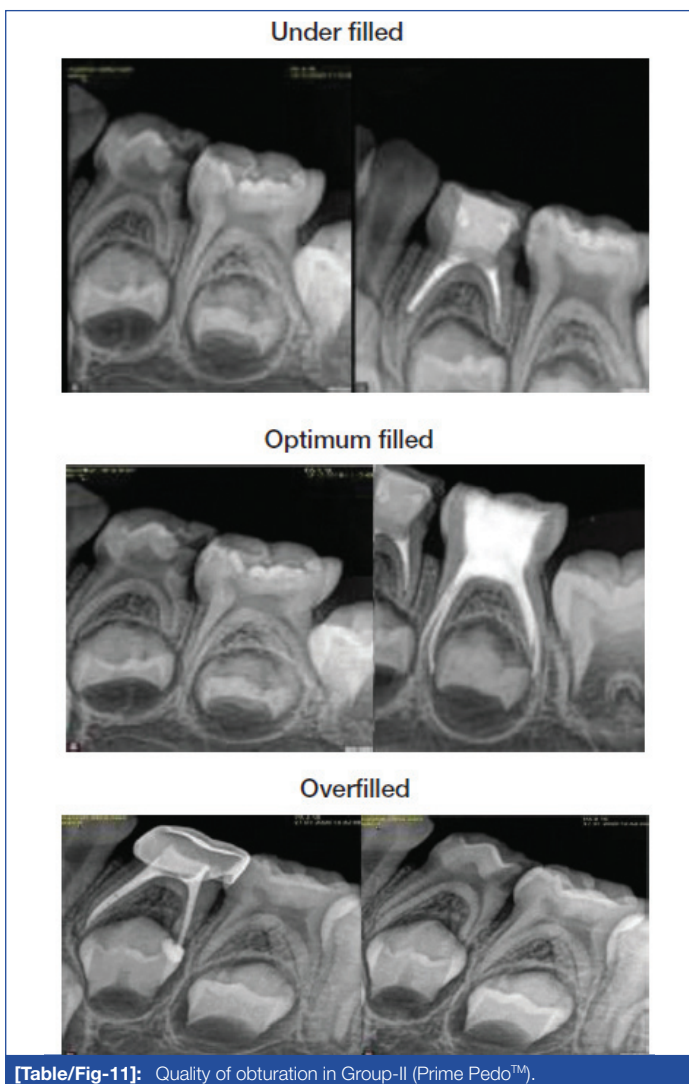 Under filled
Optimum filled
Overfilled
[Table/Fig-11]: Quality of obturation in Group-II (Prime Pedo™).